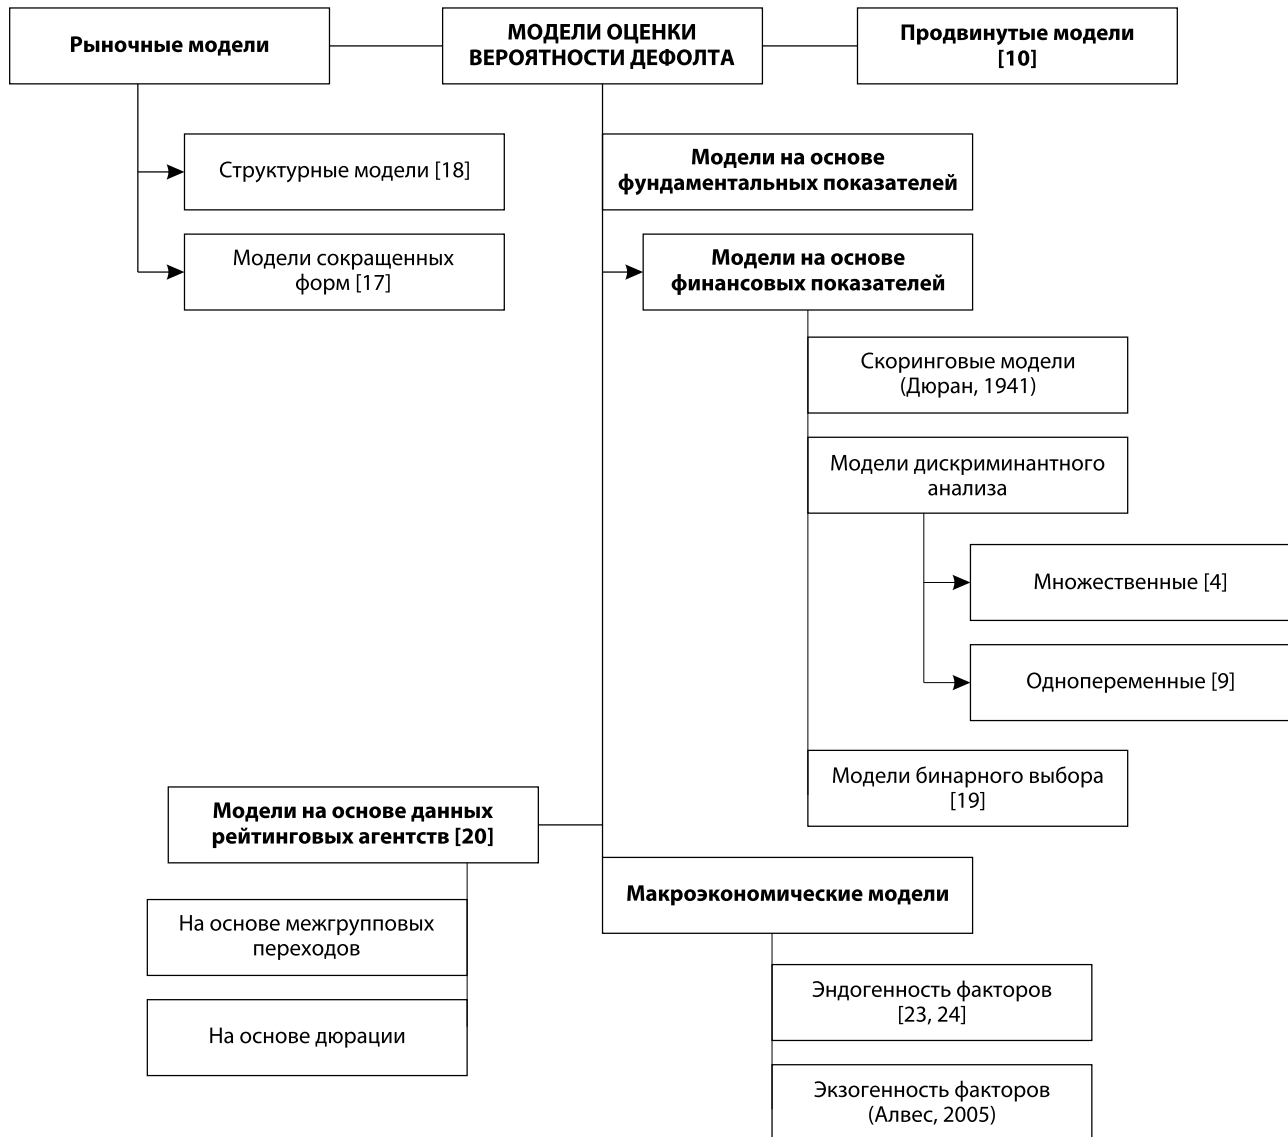 Рыночные модели
МОДЕЛИ ОЦЕНКИ
ВЕРОЯТНОСТИ ДЕФОЛТА
Продвинутые модели
[10]
Структурные модели [18]
Модели на основе
фундаментальных показателей
Модели сокращенных
форм [17]
Модели на основе
финансовых показателей
Скоринговые модели
(Дюран, 1941)
Модели дискриминантного
анализа
Множественные [4]
Однопеременные [9]
Модели бинарного выбора
[19]
Модели на основе данных
рейтинговых агентств [20]
Макроэкономические модели
На основе межгрупповых
переходов
Эндогенность факторов
[23, 24]
На основе дюрации
Экзогенность факторов
(Алвес, 2005)